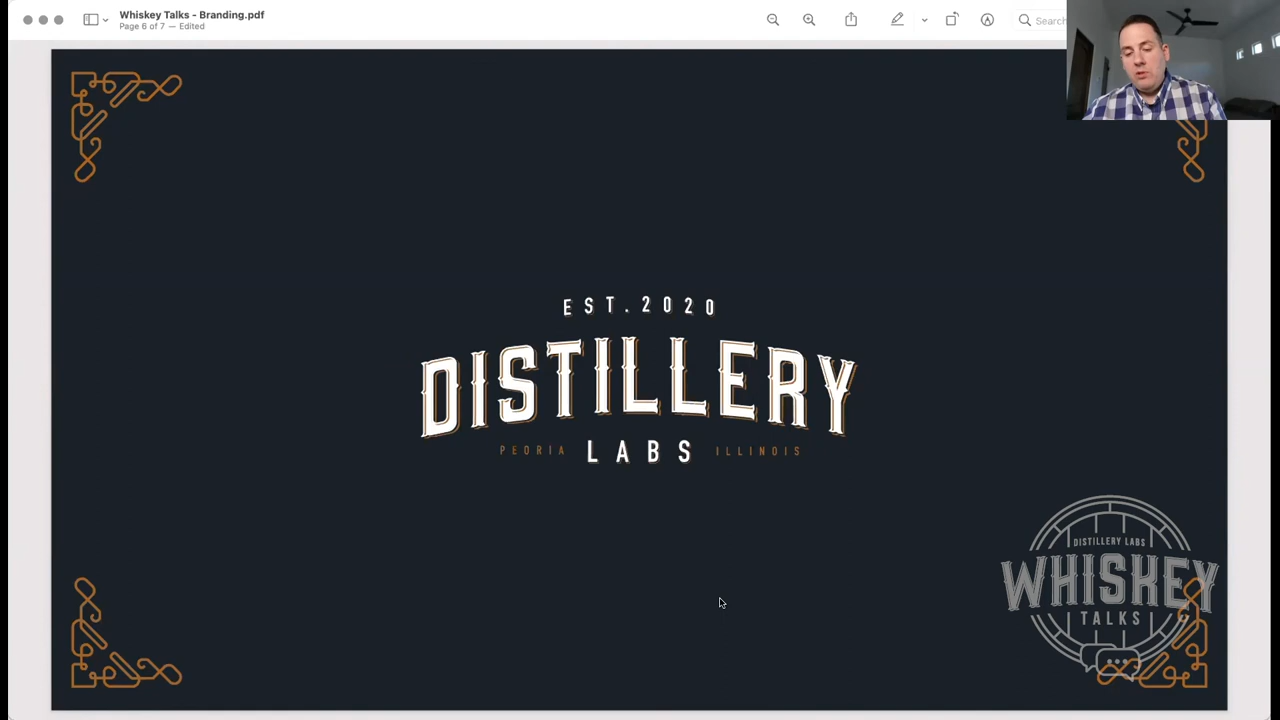 Whiskey Talks - Branding.pdf
Page 6 of 7 — Edited
Search
EST.2020
DISTILLERY
PEORIA LABS ILLINOIS
DISTILLERY LABS
WHISKEY
TALKS